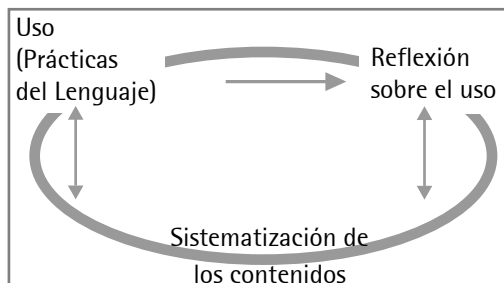 Uso
(Prácticas
del Lenguaje)
Reflexión
sobre el uso
Sistematización de
los contenidos